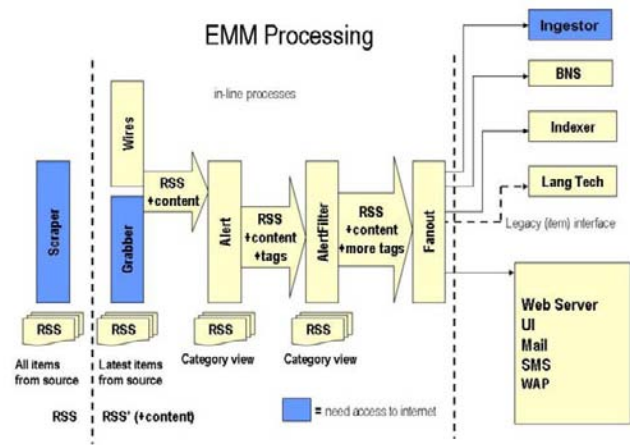 EMM Processing
in-line processes
Scraper
Wires
Grabber
RSS
+content
Alert
RSS
+content
+tags
AlertFilter
RSS
+content
+more tags
Fanout
Ingestor
BNS
Indexer
Lang Tech
Legacy (item) interface
Web Server
UI
Mail
SMS
WAP
RSS
RSS
RSS
RSS
All items
from source
Latest items
from source
Category view
Category view
RSS
RSS' (+content)
= need access to internet